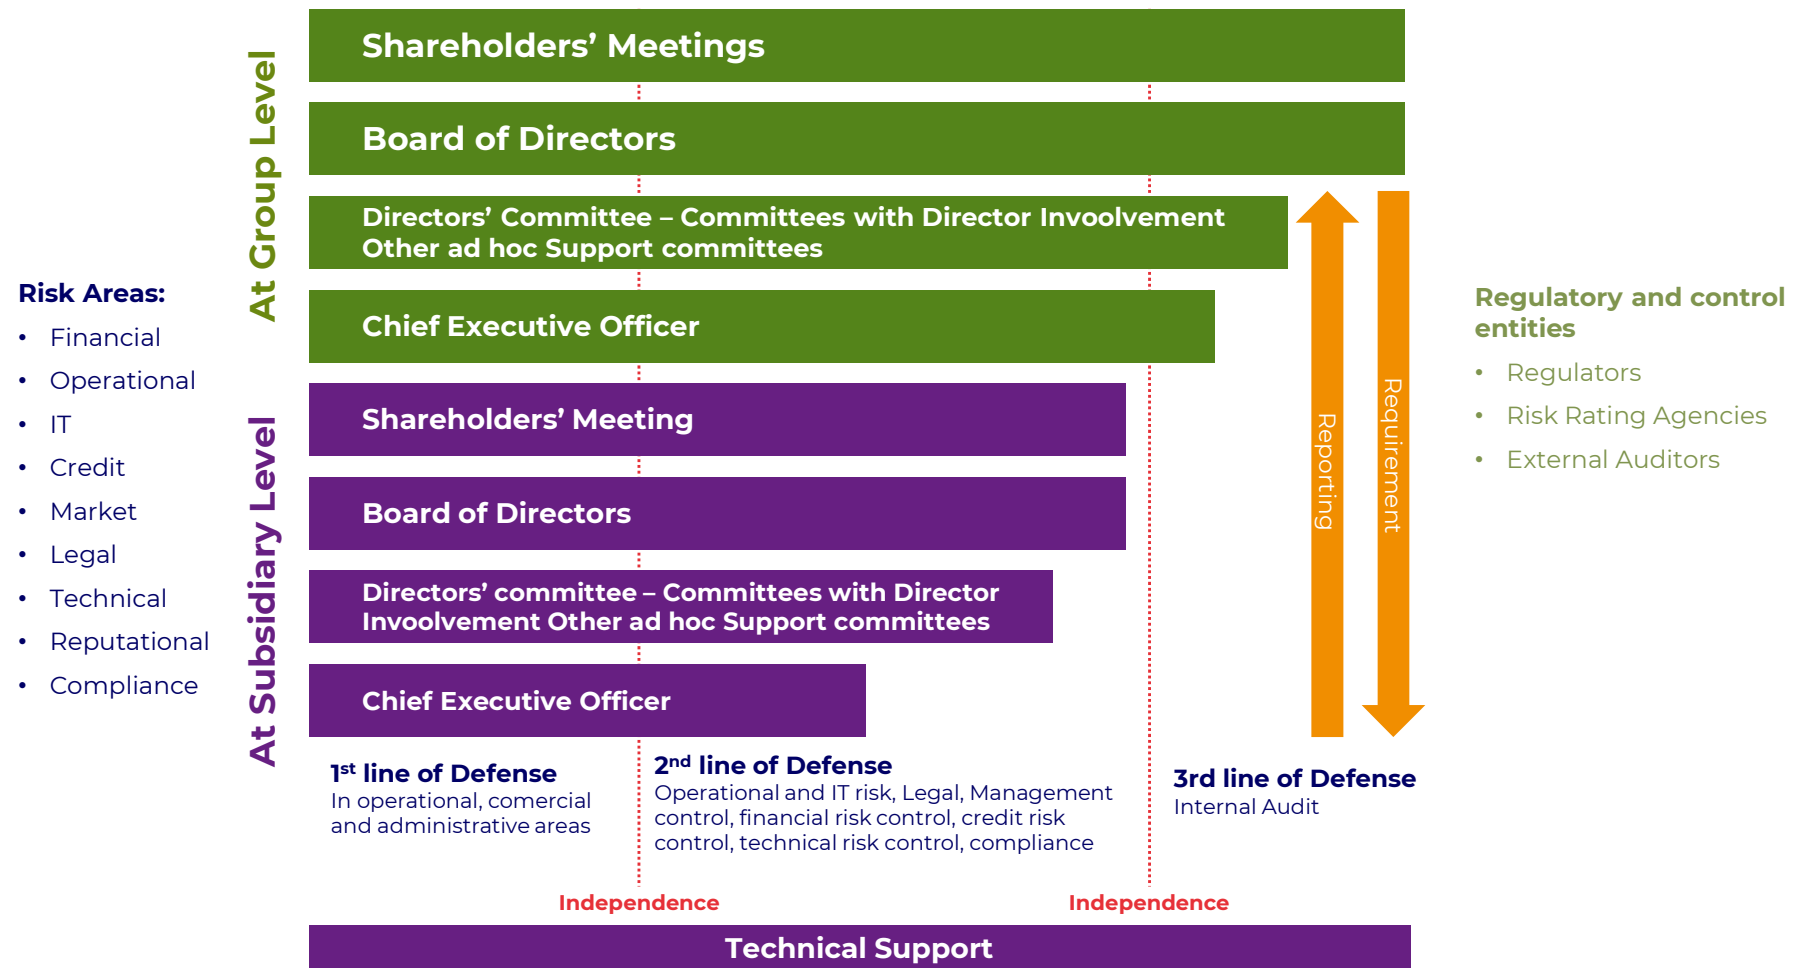 At Group Level
Shareholders’ Meetings
Board of Directors
Directors’ Committee – Committees with Director Invoolvement
Other ad hoc Support committees
Chief Executive Officer
Risk Areas:
• Financial
• Operational
• IT
• Credit
• Market
• Legal
• Technical
• Reputational
• Compliance
At Subsidiary Level
Shareholders’ Meeting
Board of Directors
Directors’ committee – Committees with Director
Invoolvement Other ad hoc Support committees
Chief Executive Officer
Reporting
Requirement
Regulatory and control
entities
• Regulators
• Risk Rating Agencies
• External Auditors
1st line of Defense
In operational, comercial
and administrative areas
2nd line of Defense
Operational and IT risk, Legal, Management
control, financial risk control, credit risk
control, technical risk control, compliance
3rd line of Defense
Internal Audit
Independence
Independence
Technical Support